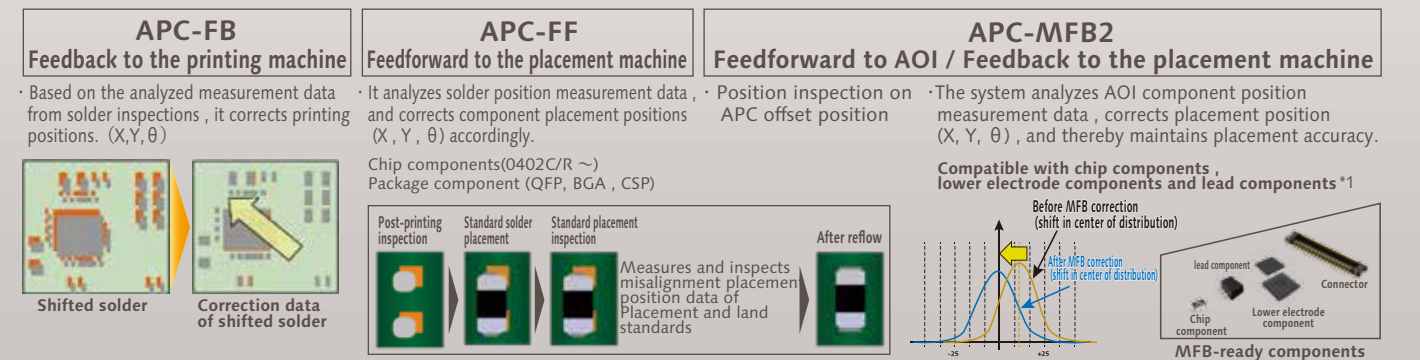 APC-FB
Feedback to the printing machine
· Based on the analyzed measurement data
from solder inspections , it corrects printing
positions. (X,Y,θ)
Shifted solder
Correction data
of shifted solder
APC-FF
Feedforward to the placement machine
· It analyzes solder position measurement data ,
and corrects component placement positions
(X , Y , θ) accordingly.
Chip components(0402C/R ～)
Package component (QFP, BGA , CSP)
Post-printing
inspection
Standard solder
placement
Standard placement
inspection
Measures and inspects
misalignment placement
position data of
Placement and land
standards
After reflow
APC-MFB2
Feedforward to AOI / Feedback to the placement machine
· Position inspection on
APC offset position
·The system analyzes AOI component position
measurement data , corrects placement position
(X, Y, θ) , and thereby maintains placement accuracy.
Compatible with chip components ,
lower electrode components and lead components *1
Before MFB correction
(shift in center of distribution)
After MFB correction
(shift in center of distribution)
-25
+25
lead component
Connector
Chip
component
Lower electrode
component
MFB-ready components